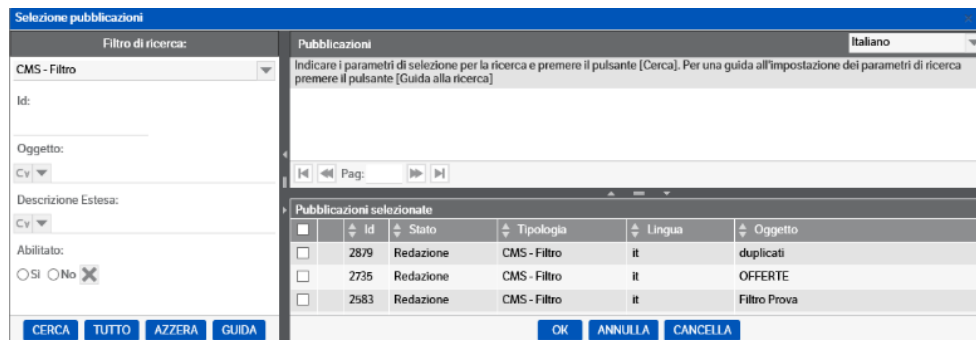 Selezione pubblicazioni
Filtro di ricerca:
CMS - Filtro
Id:
Oggetto:
Cv
Descrizione Estesa:
Cv
Abilitato:
Sì No
CERCA TUTTO AZZERA GUIDA
Pubblicazioni Italiano
Indicare i parametri di selezione per la ricerca e premere il pulsante [Cerca]. Per una guida all'impostazione dei parametri di ricerca
premere il pulsante [Guida alla ricerca]
Pag:
Pubblicazioni selezionate
Id Stato Tipologia Lingua Oggetto
2879 Redazione CMS - Filtro it duplicati
2735 Redazione CMS - Filtro it OFFERTE
2583 Redazione CMS - Filtro it Filtro Prova
OK ANNULLA CANCELLA